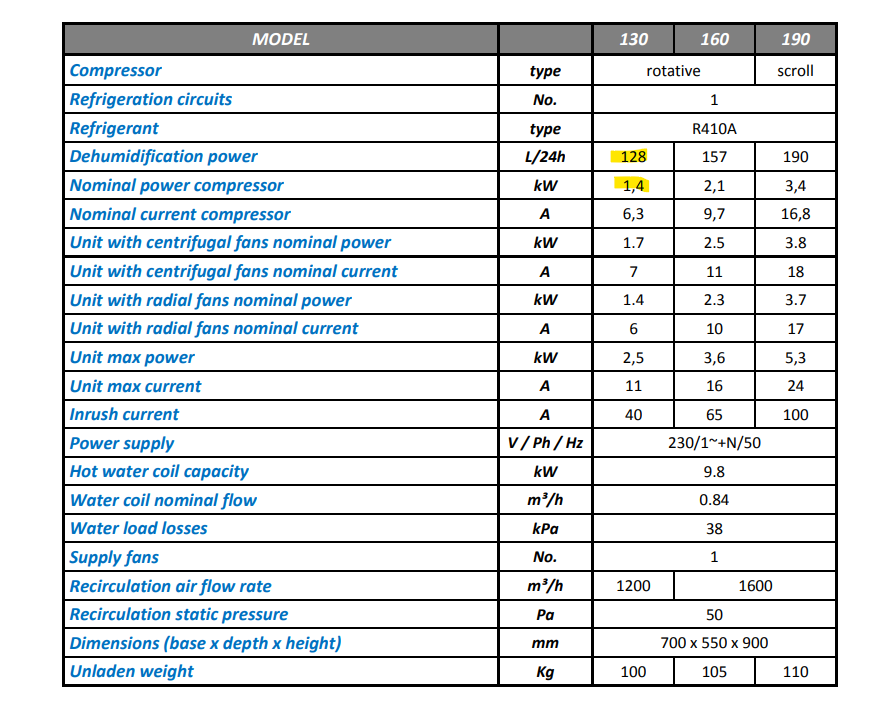 MODEL 130 160 190
Compressor type rotative scroll
Refrigeration circuits No. 1
Refrigerant type R410A
Dehumidification power L/24h 128 157 190
Nominal power compressor kW 1,4 2,1 3,4
Nominal current compressor A 6,3 9,7 16,8
Unit with centrifugal fans nominal power kW 1.7 2.5 3.8
Unit with centrifugal fans nominal current A 7 11 18
Unit with radial fans nominal power kW 1.4 2.3 3.7
Unit with radial fans nominal current A 6 10 17
Unit max power kW 2,5 3,6 5,3
Unit max current A 11 16 24
Inrush current A 40 65 100
Power supply V / Ph / Hz 230/1~+N/50
Hot water coil capacity kW 9.8
Water coil nominal flow m³/h 0.84
Water load losses kPa 38
Supply fans No. 1
Recirculation air flow rate m³/h 1200 1600
Recirculation static pressure Pa 50
Dimensions (base x depth x height) mm 700 x 550 x 900
Unladen weight Kg 100 105 110